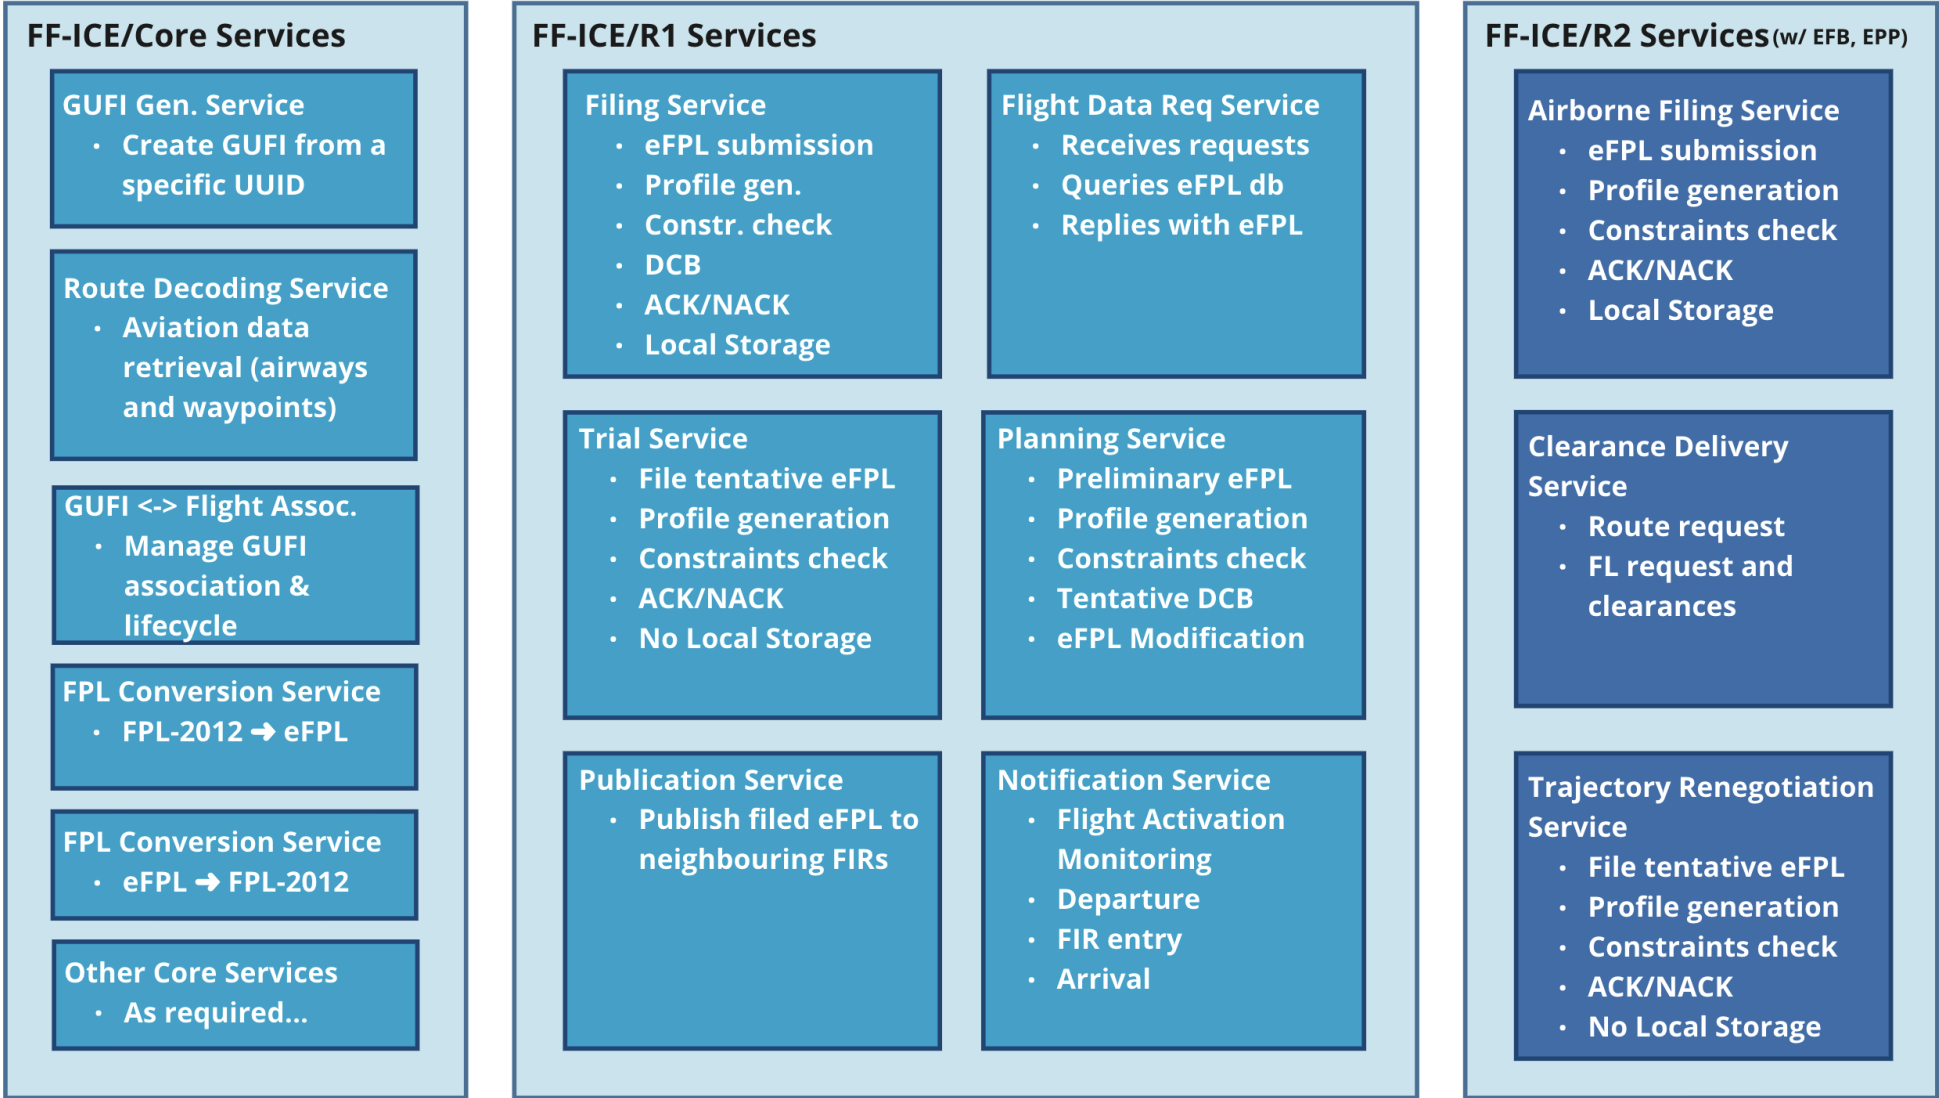 FF-ICE/Core Services
GUFI Gen. Service
• Create GUFI from a
specific UUID
Route Decoding Service
• Aviation data
retrieval (airways
and waypoints)
GUFI <-> Flight Assoc.
• Manage GUFI
association &
lifecycle
FPL Conversion Service
• FPL-2012 ➜ eFPL
FPL Conversion Service
• eFPL ➜ FPL-2012
Other Core Services
• As required...
FF-ICE/R1 Services
Filing Service
• eFPL submission
• Profile gen.
• Constr. check
• DCB
• ACK/NACK
• Local Storage
Flight Data Req Service
• Receives requests
• Queries eFPL db
• Replies with eFPL
Trial Service
• File tentative eFPL
• Profile generation
• Constraints check
• ACK/NACK
• No Local Storage
Planning Service
• Preliminary eFPL
• Profile generation
• Constraints check
• Tentative DCB
• eFPL Modification
Publication Service
• Publish filed eFPL to
neighbouring FIRs
Notification Service
• Flight Activation
Monitoring
• Departure
• FIR entry
• Arrival
FF-ICE/R2 Services (w/ EFB, EPP)
Airborne Filing Service
• eFPL submission
• Profile generation
• Constraints check
• ACK/NACK
• Local Storage
Clearance Delivery
Service
• Route request
• FL request and
clearances
Trajectory Renegotiation
Service
• File tentative eFPL
• Profile generation
• Constraints check
• ACK/NACK
• No Local Storage